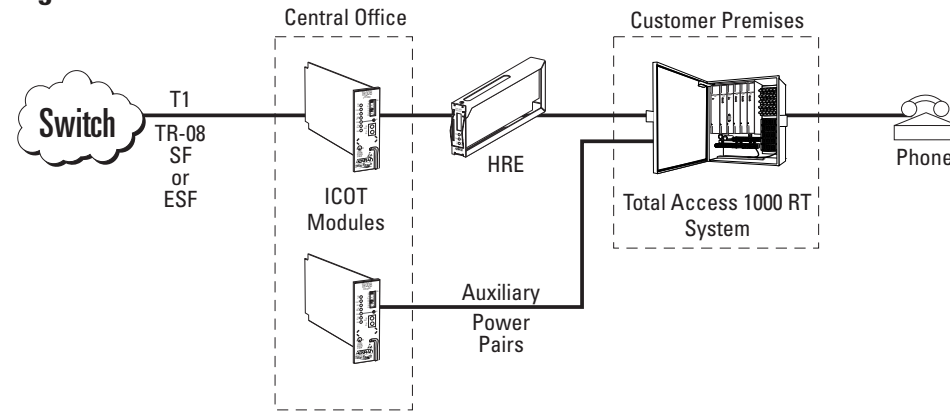 Central Office
Customer Premises
Switch
T1
TR-08
SF
or
ESF
ICOT
Modules
HRE
Total Access 1000 RT
System
Phone
Auxiliary
Power
Pairs